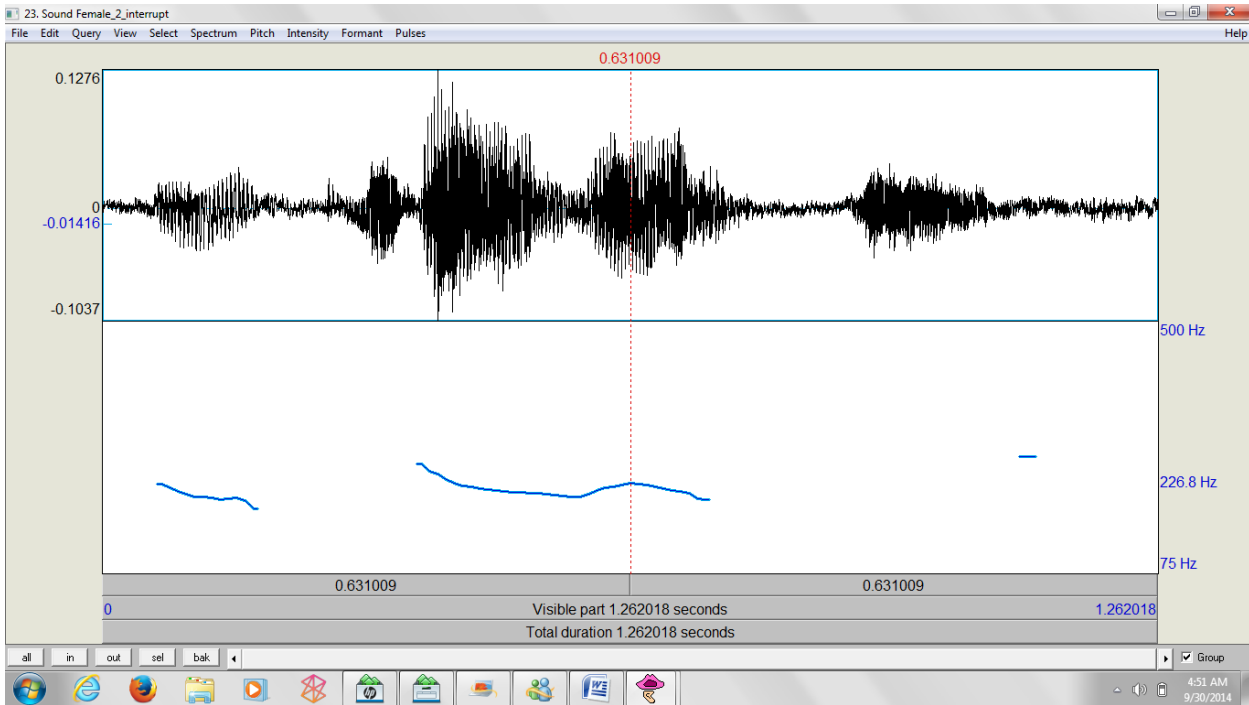 23. Sound Female_2_interrupt
File Edit Query View Select Spectrum Pitch Intensity Formant Pulses Help
0.631009
0.1276
0
-0.01416
-0.1037
500 Hz
226.8 Hz
75 Hz
0.631009 0.631009
0 Visible part 1.262018 seconds 1.262018
Total duration 1.262018 seconds
all in out sel bak Group
hp W
4:51 AM
9/30/2014